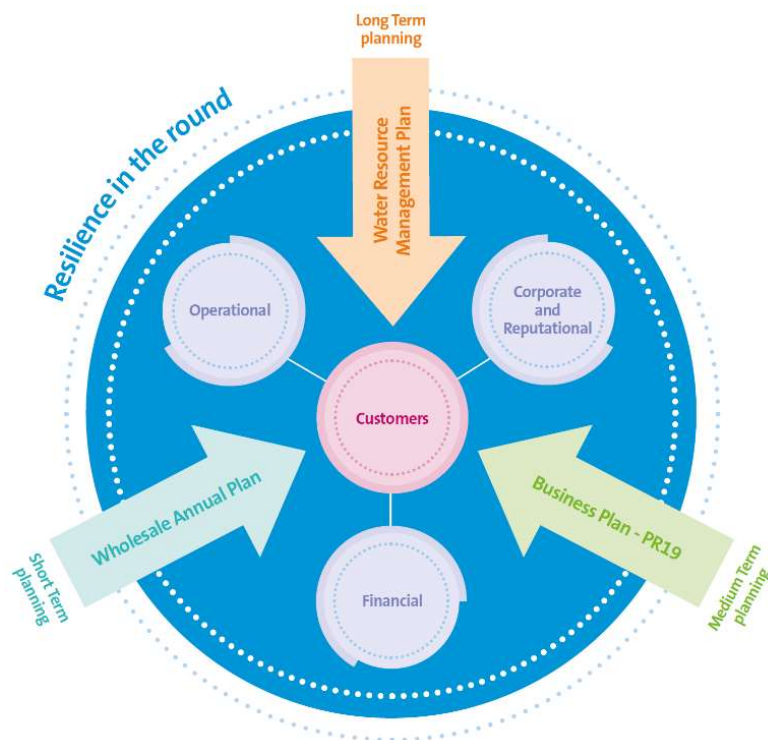 Long Term
planning
Resilience in the round
Water Resource
Management Plan
Operational
Corporate
and
Reputational
Customers
Wholesale Annual Plan
Business Plan - PR19
Short Term
planning
Financial
Medium Term
planning